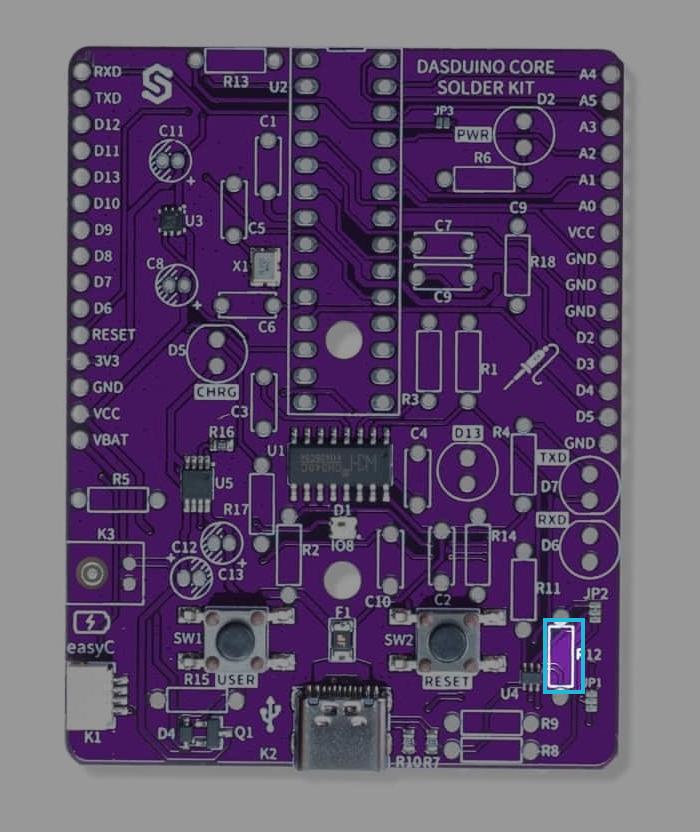 DASDUINO CORE
SOLDER KIT
RXD
TXD
D12
D11
D13
D10
D9
D8
D7
D6
RESET
3V3
GND
VCC
VBAT
A4
A5
A3
A2
A1
A0
VCC
GND
GND
GND
D2
D3
D4
D5
GND
R13
U2
JP3
D2
PWR
R6
C11
C1
U3
C5
C8
X1
C6
C7
C9
C9
R18
D5
CHRG
R3
R1
C3
R16
U1
CH340C
C4
D13
R4
TXD
D7
RXD
D6
R5
U5
R17
D1
IO8
R2
R14
K3
C12
C13
C10
C2
R11
JP2
easyC
SW1
USER
F1
SW2
RESET
R12
U4
JP1
R15
K1
D4
Q1
K2
R10
R7
R9
R8